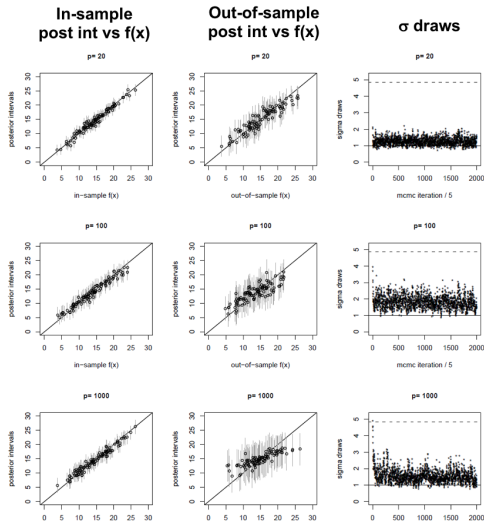 In-sample
post int vs f(x)
Out-of-sample
post int vs f(x)
σ draws
p= 20
p= 20
p= 20
posterior intervals
0 5 10 15 20 25 30
0 5 10 15 20 25 30
in−sample f(x)
posterior intervals
0 5 10 15 20 25 30
0 5 10 15 20 25 30
out−of−sample f(x)
sigma draws
0 1 2 3 4 5
0 500 1000 1500 2000
mcmc iteration / 5
p= 100
p= 100
p= 100
posterior intervals
0 5 10 15 20 25 30
0 5 10 15 20 25 30
in−sample f(x)
posterior intervals
0 5 10 15 20 25 30
0 5 10 15 20 25 30
out−of−sample f(x)
sigma draws
0 1 2 3 4 5
0 500 1000 1500 2000
mcmc iteration / 5
p= 1000
p= 1000
p= 1000
posterior intervals
0 5 10 15 20 25 30
0 5 10 15 20 25 30
posterior intervals
0 5 10 15 20 25 30
0 5 10 15 20 25 30
sigma draws
0 1 2 3 4 5
0 500 1000 1500 2000